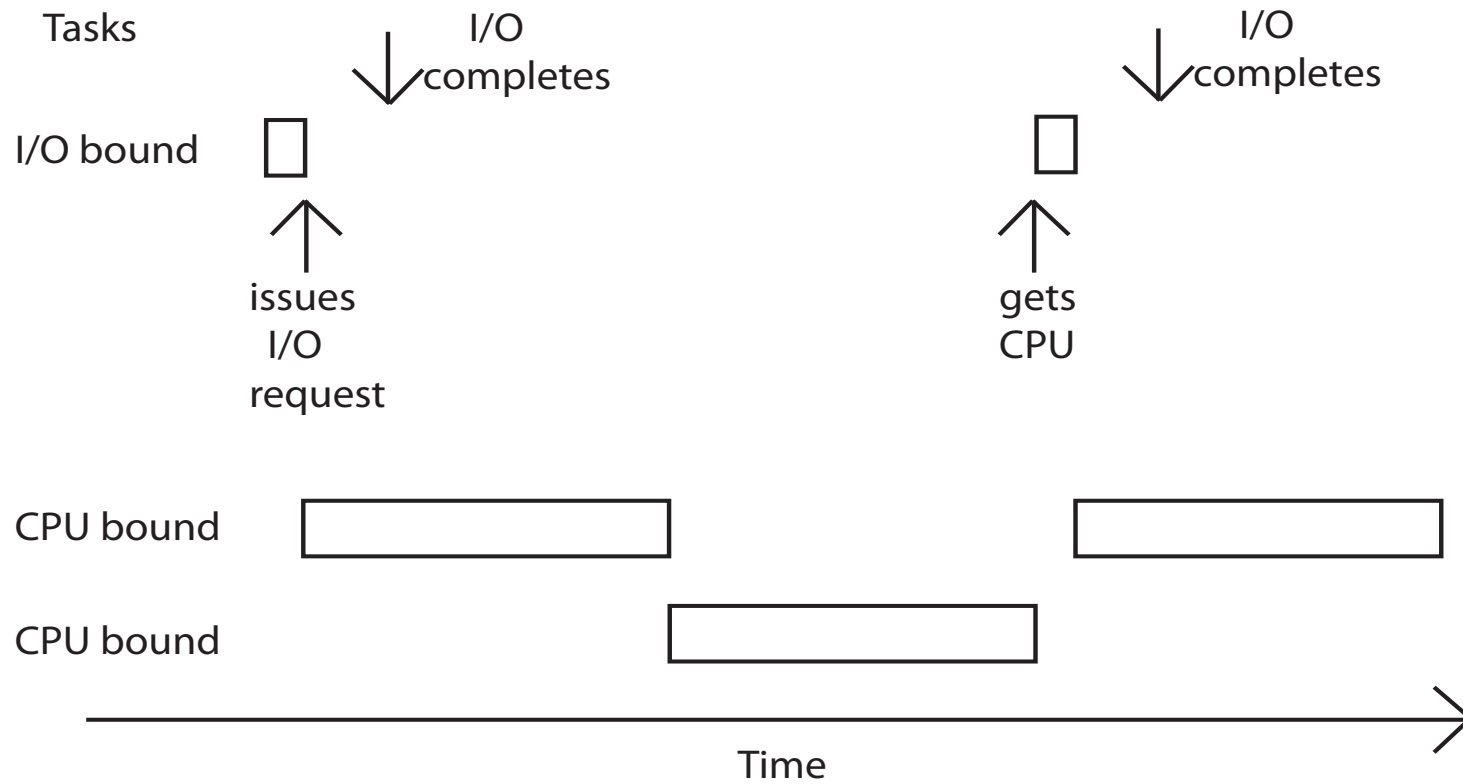 Tasks
I/O
completes
I/O
completes
I/O bound
issues
I/O
request
gets
CPU
CPU bound
CPU bound
Time